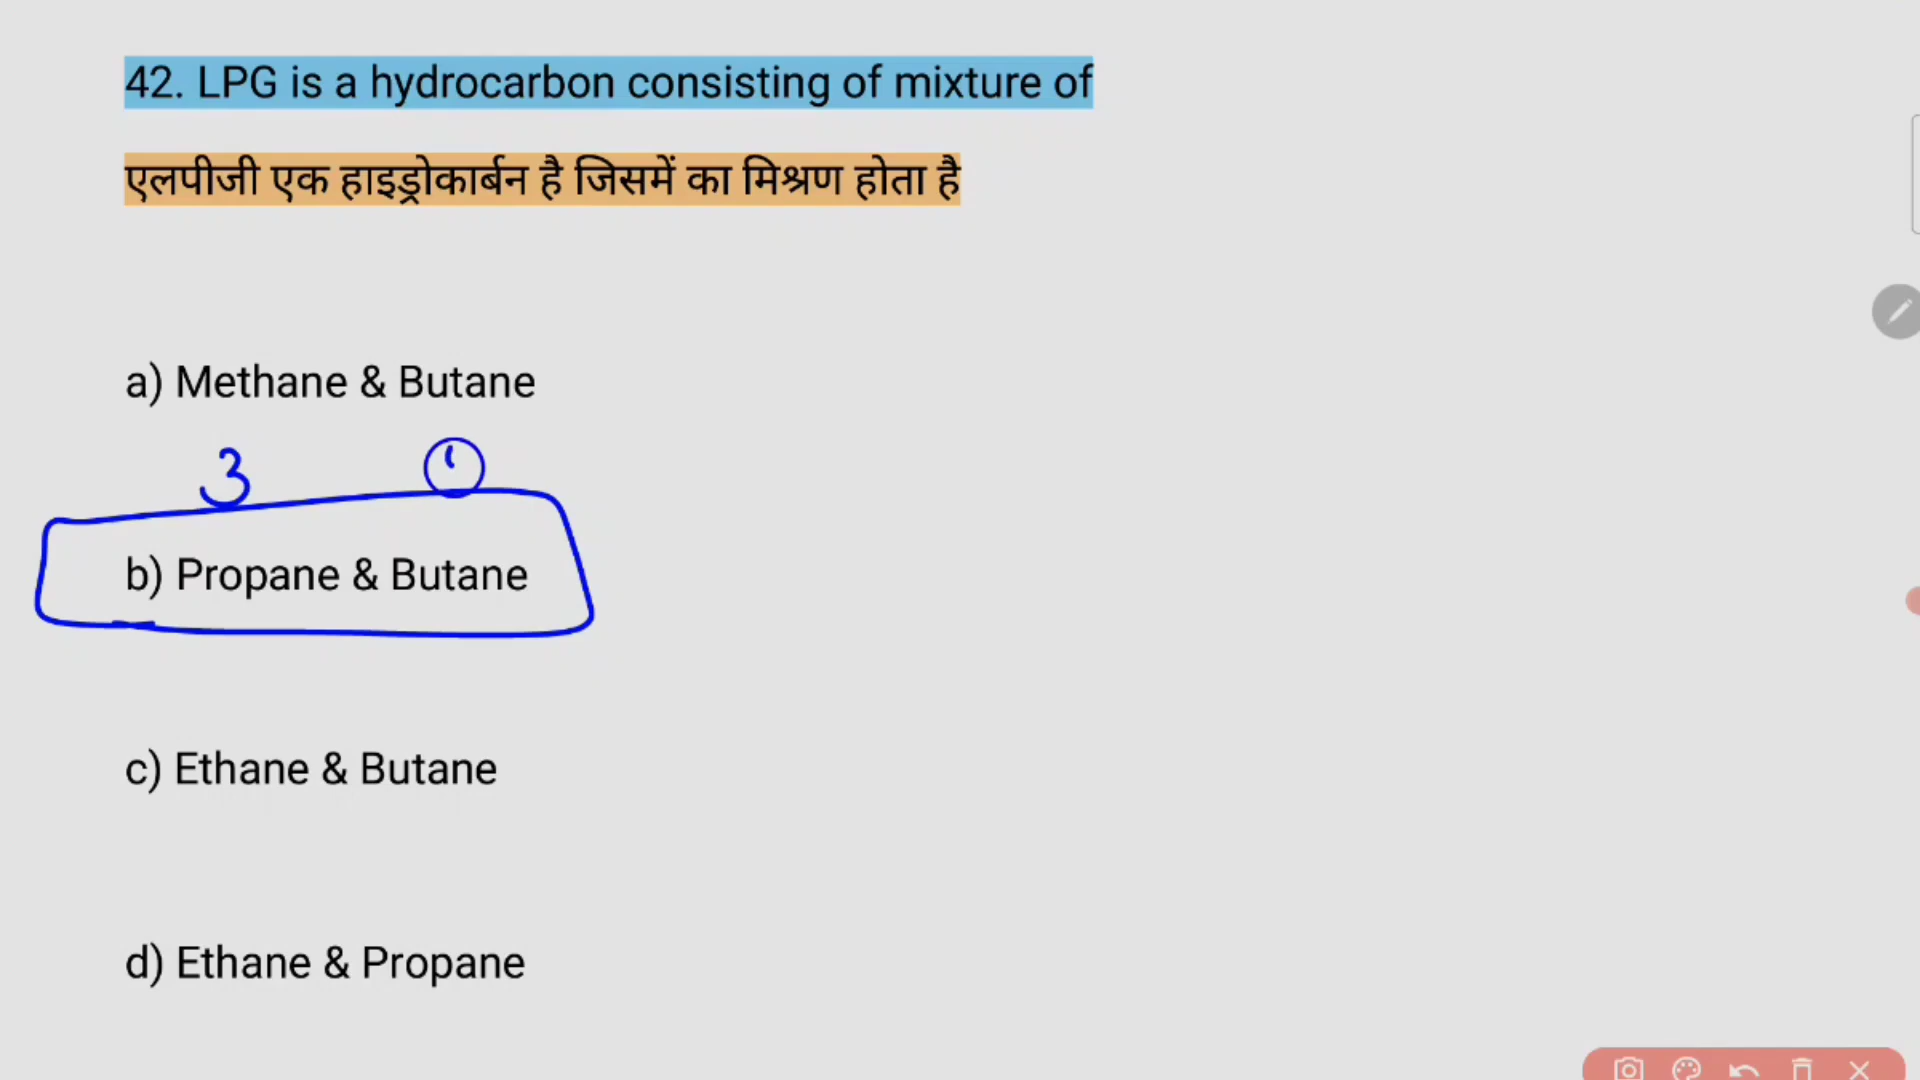 42. LPG is a hydrocarbon consisting of mixture of
एलपीजी एक हाइड्रोकार्बन है जिसमें का मिश्रण होता है
a) Methane & Butane
3
b) Propane & Butane
c) Ethane & Butane
d) Ethane & Propane